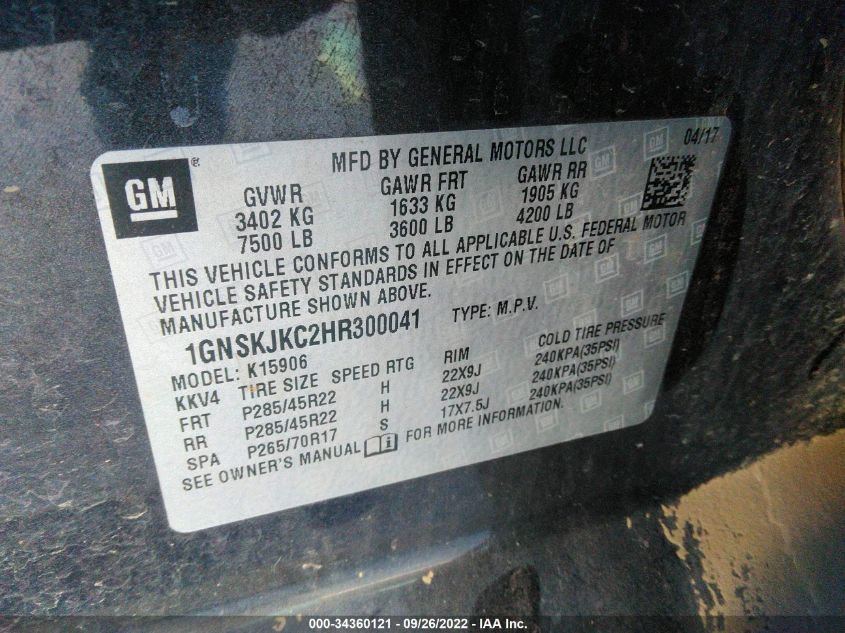 GM ®
MFD BY GENERAL MOTORS LLC
04/17
GVWR GAWR FRT GAWR RR
3402 KG 1633 KG 1905 KG
7500 LB 3600 LB 4200 LB
THIS VEHICLE CONFORMS TO ALL APPLICABLE U.S. FEDERAL MOTOR
VEHICLE SAFETY STANDARDS IN EFFECT ON THE DATE OF
MANUFACTURE SHOWN ABOVE.
1GNSKJKC2HR300041 TYPE: M.P.V.
MODEL: K15906
KKV4 TIRE SIZE SPEED RTG RIM COLD TIRE PRESSURE
FRT P285/45R22 H 22X9J 240KPA(35PSI)
RR P285/45R22 H 22X9J 240KPA(35PSI)
SPA P265/70R17 S 17X7.5J 240KPA(35PSI)
SEE OWNER'S MANUAL FOR MORE INFORMATION.
000-34360121 - 09/26/2022 - IAA Inc.